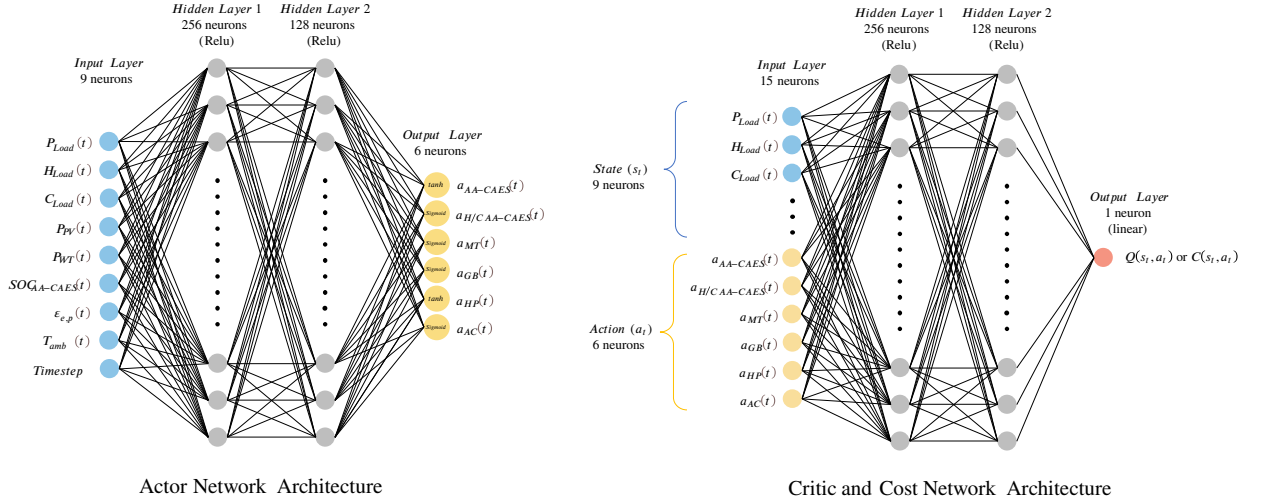 Hidden Layer 1
256 neurons
(Relu)
Hidden Layer 2
128 neurons
(Relu)
Input Layer
9 neurons
P_Load(t)
H_Load(t)
C_Load(t)
P_PV(t)
P_WT(t)
SOC_AA−CAES(t)
ε_e,p(t)
T_amb (t)
Timestep
Output Layer
6 neurons
tanh a_AA−CAES(t)
Sigmoid a_H/C AA−CAES(t)
Sigmoid a_MT(t)
Sigmoid a_GB(t)
tanh a_HP(t)
Sigmoid a_AC(t)
Actor Network Architecture
Hidden Layer 1
256 neurons
(Relu)
Hidden Layer 2
128 neurons
(Relu)
Input Layer
15 neurons
State (s_t)
9 neurons
P_Load(t)
H_Load(t)
C_Load(t)
Action (a_t)
6 neurons
a_AA−CAES(t)
a_H/C AA−CAES(t)
a_MT(t)
a_GB(t)
a_HP(t)
a_AC(t)
Output Layer
1 neuron
(linear)
Q(s_t, a_t) or C(s_t, a_t)
Critic and Cost Network Architecture